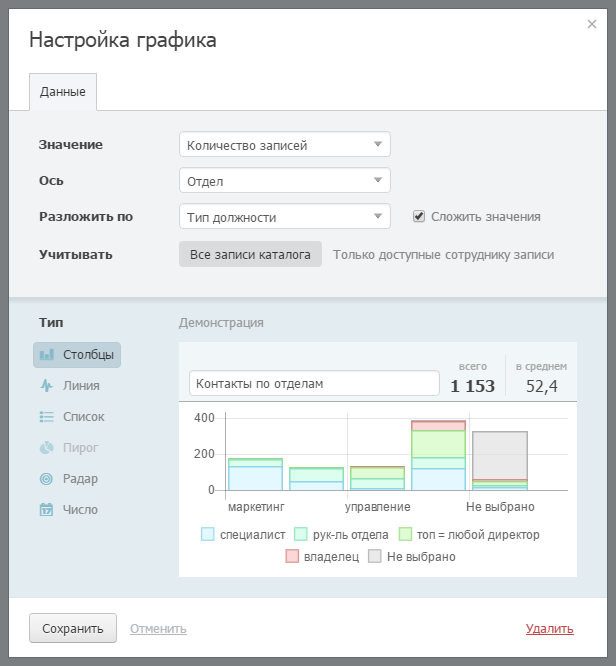 Настройка графика
Данные
Значение Количество записей
Ось Отдел
Разложить по Тип должности Сложить значения
Учитывать Все записи каталога Только доступные сотруднику записи
Тип Демонстрация
Столбцы
Линия
Список
Пирог
Радар
17 Число
всего в среднем
Контакты по отделам 1 153 52,4
400
200
0
маркетинг управление Не выбрано
специалист рук-ль отдела топ = любой директор
владелец Не выбрано
Сохранить Отменить Удалить